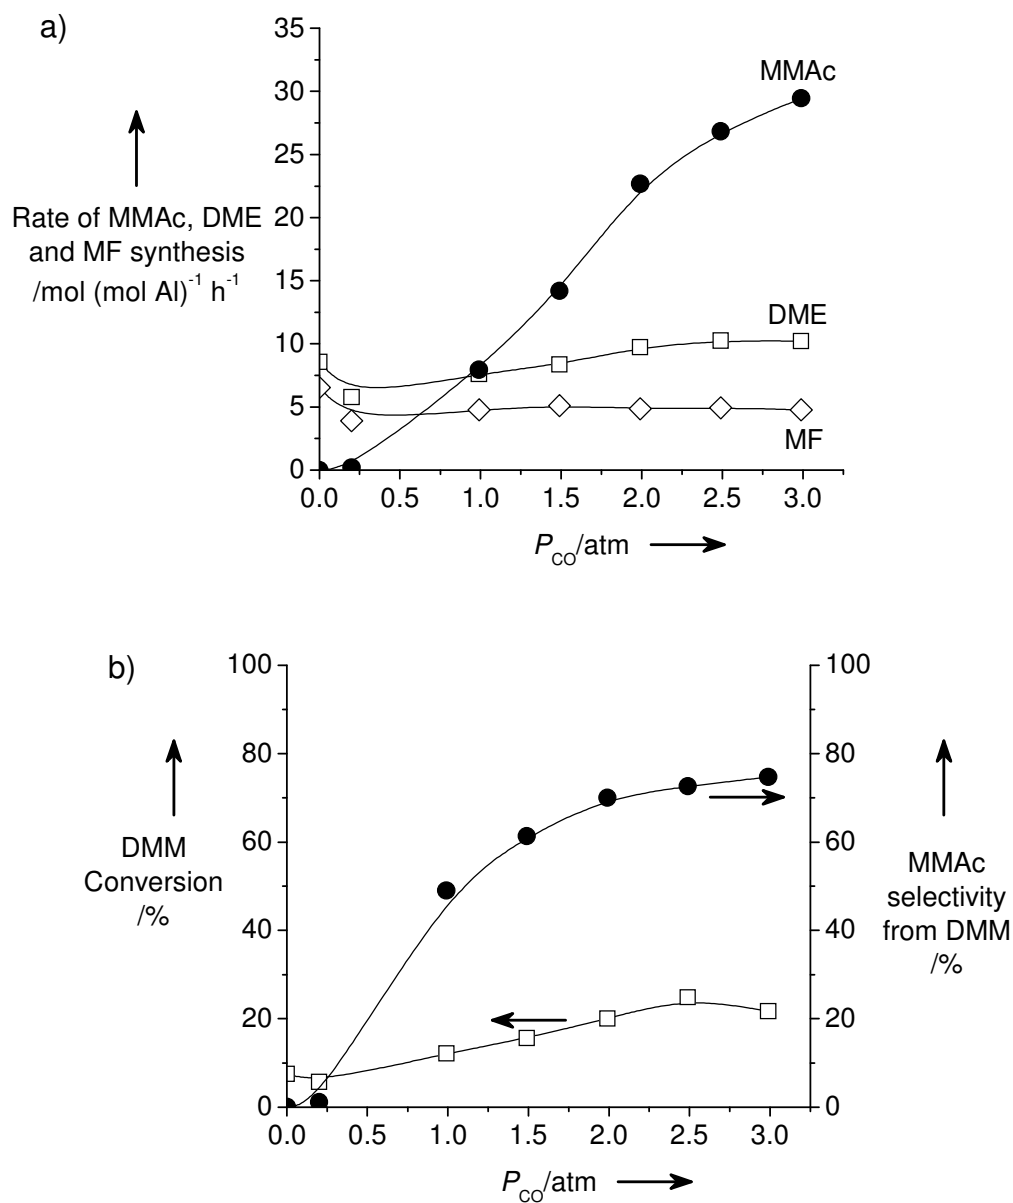 a)
35
30
25
20
15
10
5
0
Rate of MMAc, DME
and MF synthesis
/mol (mol Al)⁻¹ h⁻¹
MMAc
DME
MF
0.0 0.5 1.0 1.5 2.0 2.5 3.0
P_CO/atm
b)
100 100
80 80
60 60
40 40
20 20
0 0
DMM
Conversion
/%
MMAc
selectivity
from DMM
/%
0.0 0.5 1.0 1.5 2.0 2.5 3.0
P_CO/atm